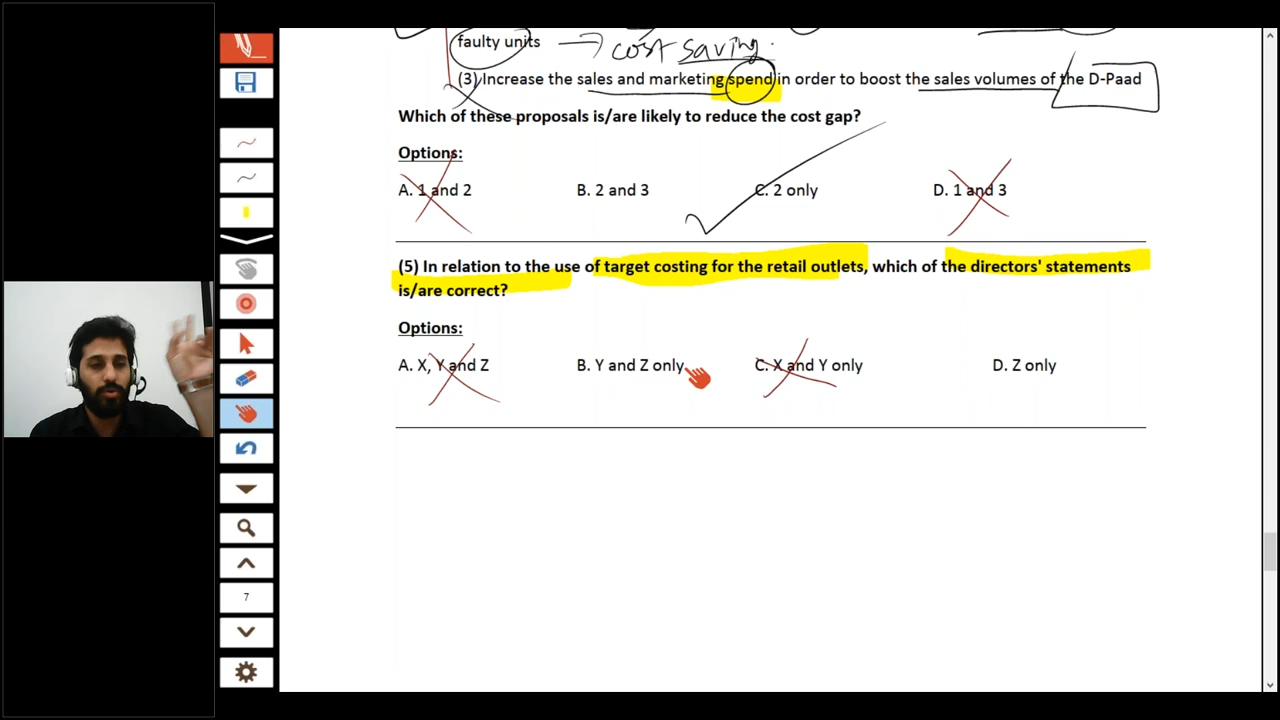 faulty units → cost saving.
(3) Increase the sales and marketing spend in order to boost the sales volumes of the D-Paad
Which of these proposals is/are likely to reduce the cost gap?
Options:
A. 1 and 2 B. 2 and 3 C. 2 only D. 1 and 3
(5) In relation to the use of target costing for the retail outlets, which of the directors' statements
is/are correct?
Options:
A. X, Y and Z B. Y and Z only C. X and Y only D. Z only
7